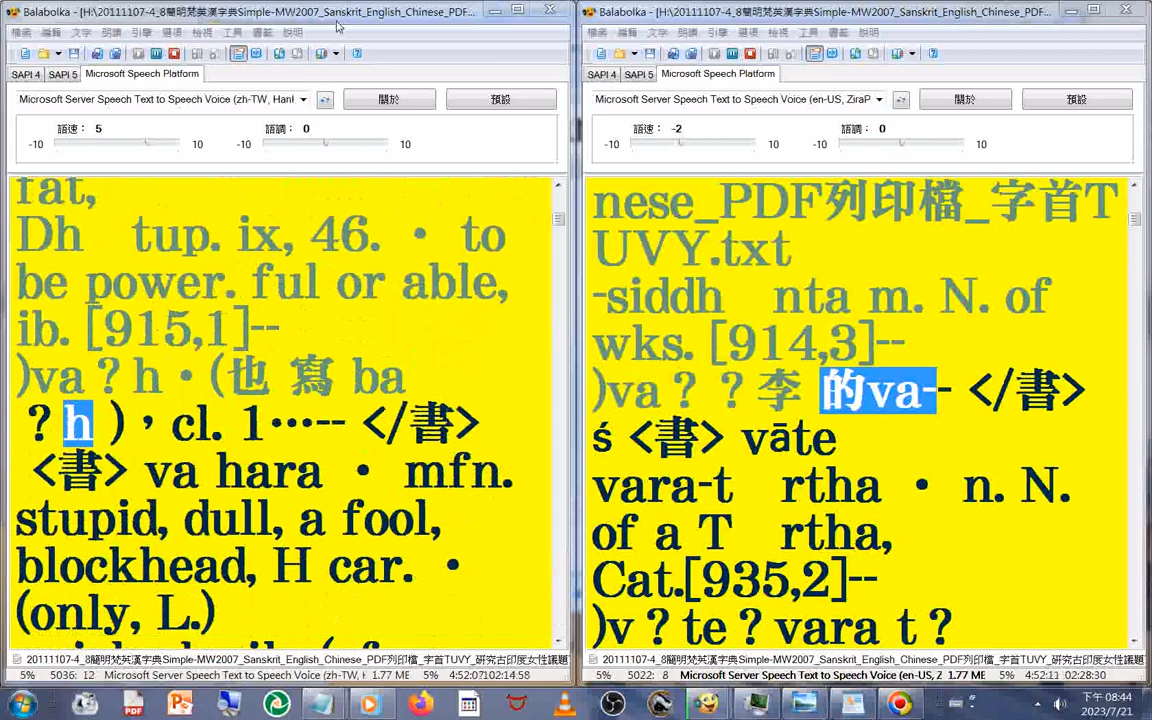 Balabolka - [H:\20111107-4_8簡明梵英漢字典Simple-MW2007_Sanskrit_English_Chinese_PDF...
檔案 編輯 文字 朗讀 引擎 選項 檢視 工具 書籤 說明
SAPI 4 SAPI 5 Microsoft Speech Platform
Microsoft Server Speech Text to Speech Voice (zh-TW, Hanl 關於 預設
語速： 5 語調： 0
-10 10 -10 10
fat,
Dh tup. ix, 46. • to
be power. ful or able,
ib. [915,1]--
)va？h•(也 寫 ba
？h )，cl. 1…-- </書>
<書> va hara • mfn.
stupid, dull, a fool,
blockhead, H car. •
(only, L.)
20111107-4_8簡明梵英漢字典Simple-MW2007_Sanskrit_English_Chinese_PDF列印檔_字首TUVY_研究古印度女性議題
5% 5036: 12 Microsoft Server Speech Text to Speech Voice (zh-TW, 1.77 MB 5% 4:52:07/102:14:58
Balabolka - [H:\20111107-4_8簡明梵英漢字典Simple-MW2007_Sanskrit_English_Chinese_PDF...
檔案 編輯 文字 朗讀 引擎 選項 檢視 工具 書籤 說明
SAPI 4 SAPI 5 Microsoft Speech Platform
Microsoft Server Speech Text to Speech Voice (en-US, ZiraP 關於 預設
語速： -2 語調： 0
-10 10 -10 10
nese_PDF列印檔_字首T
UVY.txt
-siddh nta m. N. of
wks. [914,3]--
)va？？李 的va-- </書>
ś <書> vāte
vara-t rtha • n. N.
of a T rtha,
Cat.[935,2]--
)v？te？vara t？
20111107-4_8簡明梵英漢字典Simple-MW2007_Sanskrit_English_Chinese_PDF列印檔_字首TUVY_研究古印度女性議題
5% 5022: 8 Microsoft Server Speech Text to Speech Voice (en-US, Z 1.77 MB 5% 4:52:11/102:28:30
下午 08:44
2023/7/21